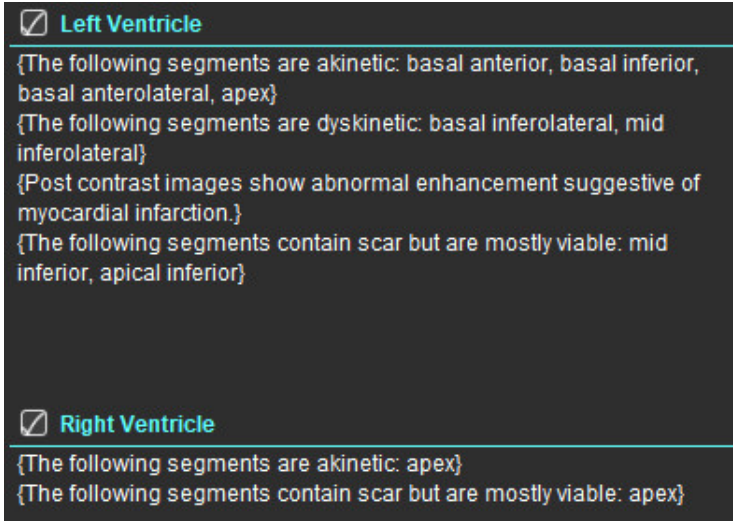 Left Ventricle
{The following segments are akinetic: basal anterior, basal inferior,
basal anterolateral, apex}
{The following segments are dyskinetic: basal inferolateral, mid
inferolateral}
{Post contrast images show abnormal enhancement suggestive of
myocardial infarction.}
{The following segments contain scar but are mostly viable: mid
inferior, apical inferior}
Right Ventricle
{The following segments are akinetic: apex}
{The following segments contain scar but are mostly viable: apex}